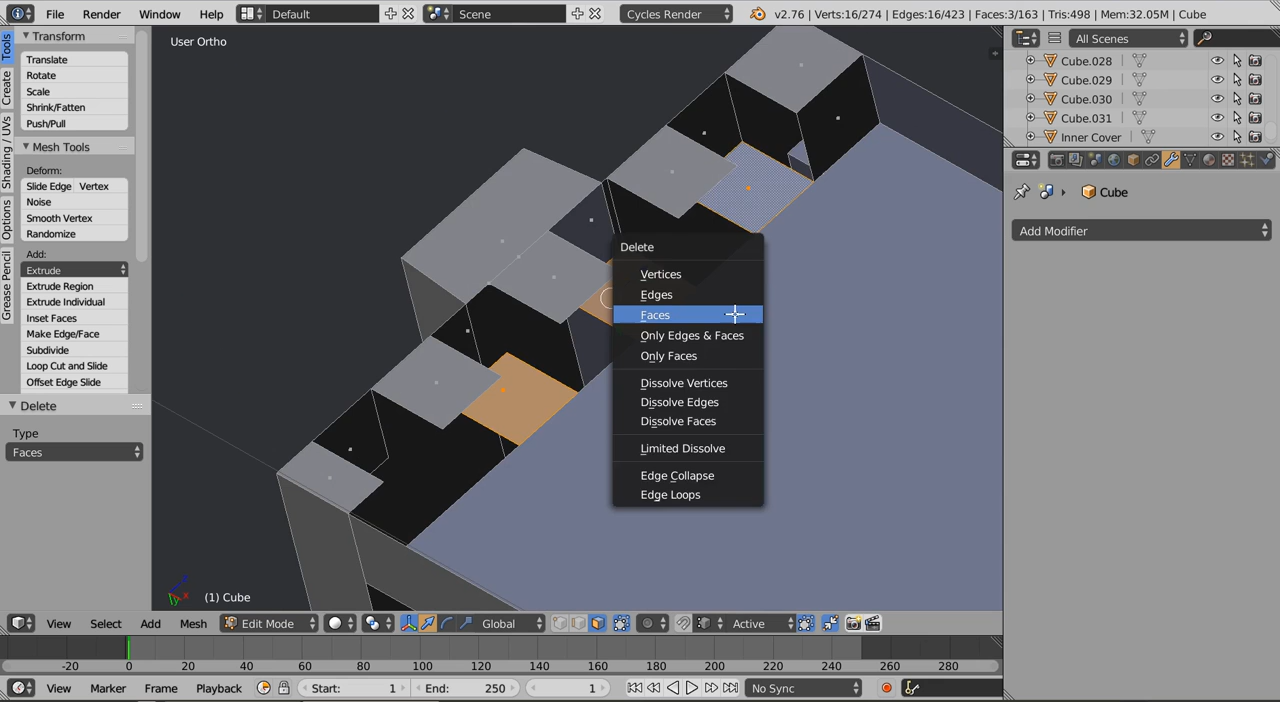 File Render Window Help Default Scene Cycles Render v2.76 | Verts:16/274 | Edges:16/423 | Faces:3/163 | Tris:498 | Mem:32.05M | Cube
Tools
Create
Shading / UVs
Options
Grease Pencil
Transform
Translate
Rotate
Scale
Shrink/Fatten
Push/Pull
Mesh Tools
Deform:
Slide Edge Vertex
Noise
Smooth Vertex
Randomize
Add:
Extrude
Extrude Region
Extrude Individual
Inset Faces
Make Edge/Face
Subdivide
Loop Cut and Slide
Offset Edge Slide
Delete
Type
Faces
User Ortho
Delete
Vertices
Edges
Faces
Only Edges & Faces
Only Faces
Dissolve Vertices
Dissolve Edges
Dissolve Faces
Limited Dissolve
Edge Collapse
Edge Loops
(1) Cube
All Scenes
Cube.028
Cube.029
Cube.030
Cube.031
Inner Cover
Cube
Add Modifier
View Select Add Mesh Edit Mode Global Active
-20 0 20 40 60 80 100 120 140 160 180 200 220 240 260 280
View Marker Frame Playback Start: 1 End: 250 1 No Sync